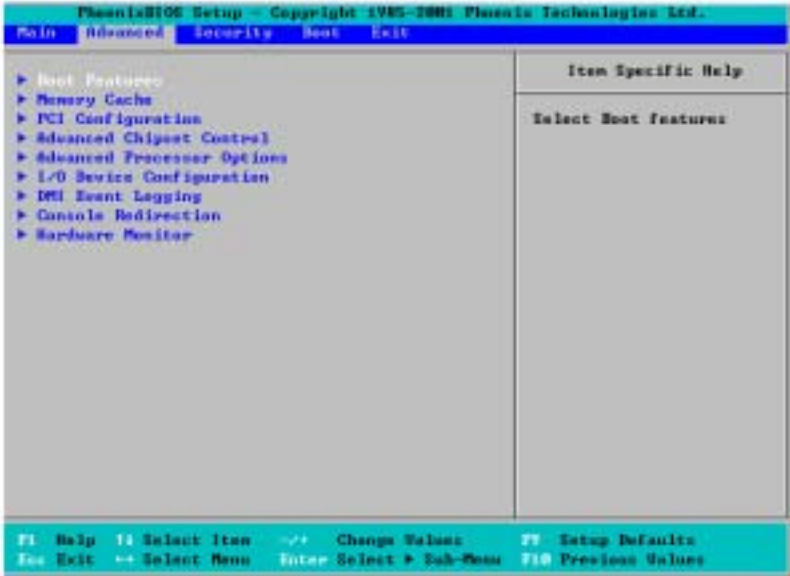 PhoenixBIOS Setup - Copyright 1985-2001 Phoenix Technologies Ltd.
Main Advanced Security Boot Exit
▶ Boot Features
▶ Memory Cache
▶ PCI Configuration
▶ Advanced Chipset Control
▶ Advanced Processor Options
▶ I/O Device Configuration
▶ DMI Event Logging
▶ Console Redirection
▶ Hardware Monitor
Item Specific Help
Select Boot features
F1 Help ↑↓ Select Item -/+ Change Values F9 Setup Defaults
Esc Exit ↔ Select Menu Enter Select ▶ Sub-Menu F10 Previous Values